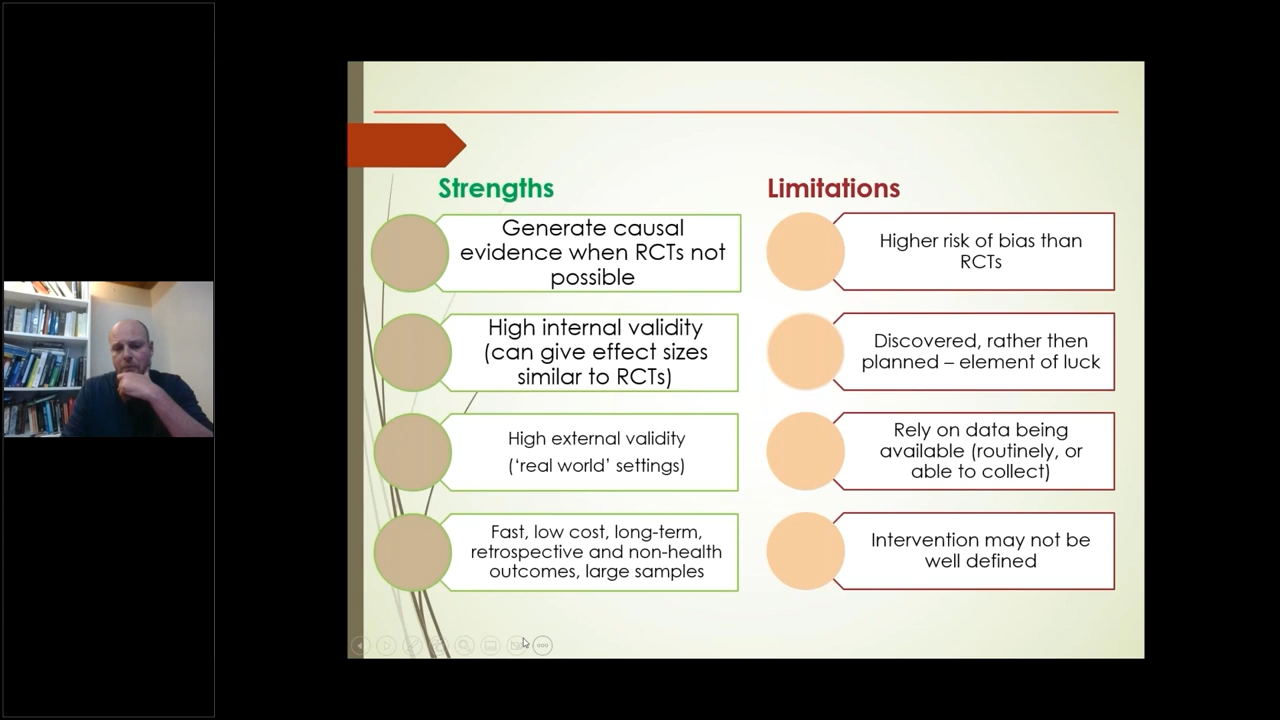 Strengths
Generate causal
evidence when RCTs not
possible
High internal validity
(can give effect sizes
similar to RCTs)
High external validity
(‘real world’ settings)
Fast, low cost, long-term,
retrospective and non-health
outcomes, large samples
Limitations
Higher risk of bias than
RCTs
Discovered, rather then
planned – element of luck
Rely on data being
available (routinely, or
able to collect)
Intervention may not be
well defined